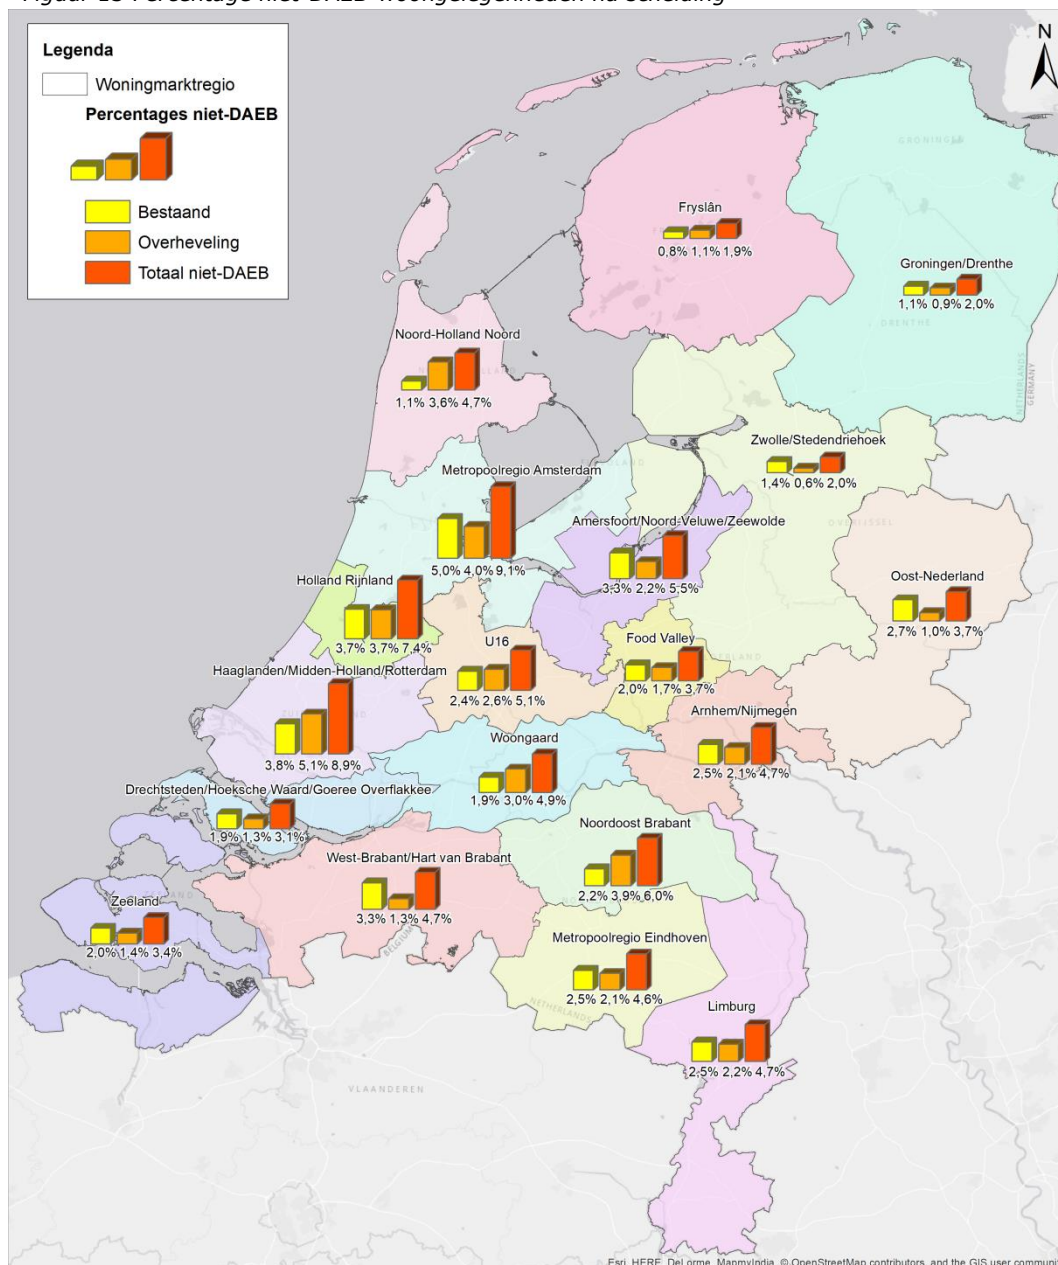 Figuur 13 Percentage niet-DAEB woongelegenheden na scheiding
N
Legenda
Woningmarktregio
Percentages niet-DAEB
Bestaand
Overheveling
Totaal niet-DAEB
GRONINGEN
Fryslân
0,8% 1,1% 1,9%
Groningen/Drenthe
1,1% 0,9% 2,0%
DRENTHE
NETHERLANDS
GERMANY
Noord-Holland Noord
1,1% 3,6% 4,7%
Zwolle/Stedendriehoek
1,4% 0,6% 2,0%
Metropoolregio Amsterdam
5,0% 4,0% 9,1%
Amersfoort/Noord-Veluwe/Zeewolde
3,3% 2,2% 5,5%
OVERIJSSEL
Holland Rijnland
3,7% 3,7% 7,4%
Oost-Nederland
2,7% 1,0% 3,7%
U16
2,4% 2,6% 5,1%
Food Valley
2,0% 1,7% 3,7%
Haaglanden/Midden-Holland/Rotterdam
3,8% 5,1% 8,9%
Arnhem/Nijmegen
2,5% 2,1% 4,7%
Woongaard
1,9% 3,0% 4,9%
Drechtsteden/Hoeksche Waard/Goeree Overflakkee
1,9% 1,3% 3,1%
Noordoost Brabant
2,2% 3,9% 6,0%
West-Brabant/Hart van Brabant
3,3% 1,3% 4,7%
Zeeland
2,0% 1,4% 3,4%
BELGIUM
Metropoolregio Eindhoven
2,5% 2,1% 4,6%
NETHERLANDS
Limburg
2,5% 2,2% 4,7%
VLAANDEREN
Esri, HERE, DeLorme, MapmyIndia, © OpenStreetMap contributors, and the GIS user communit